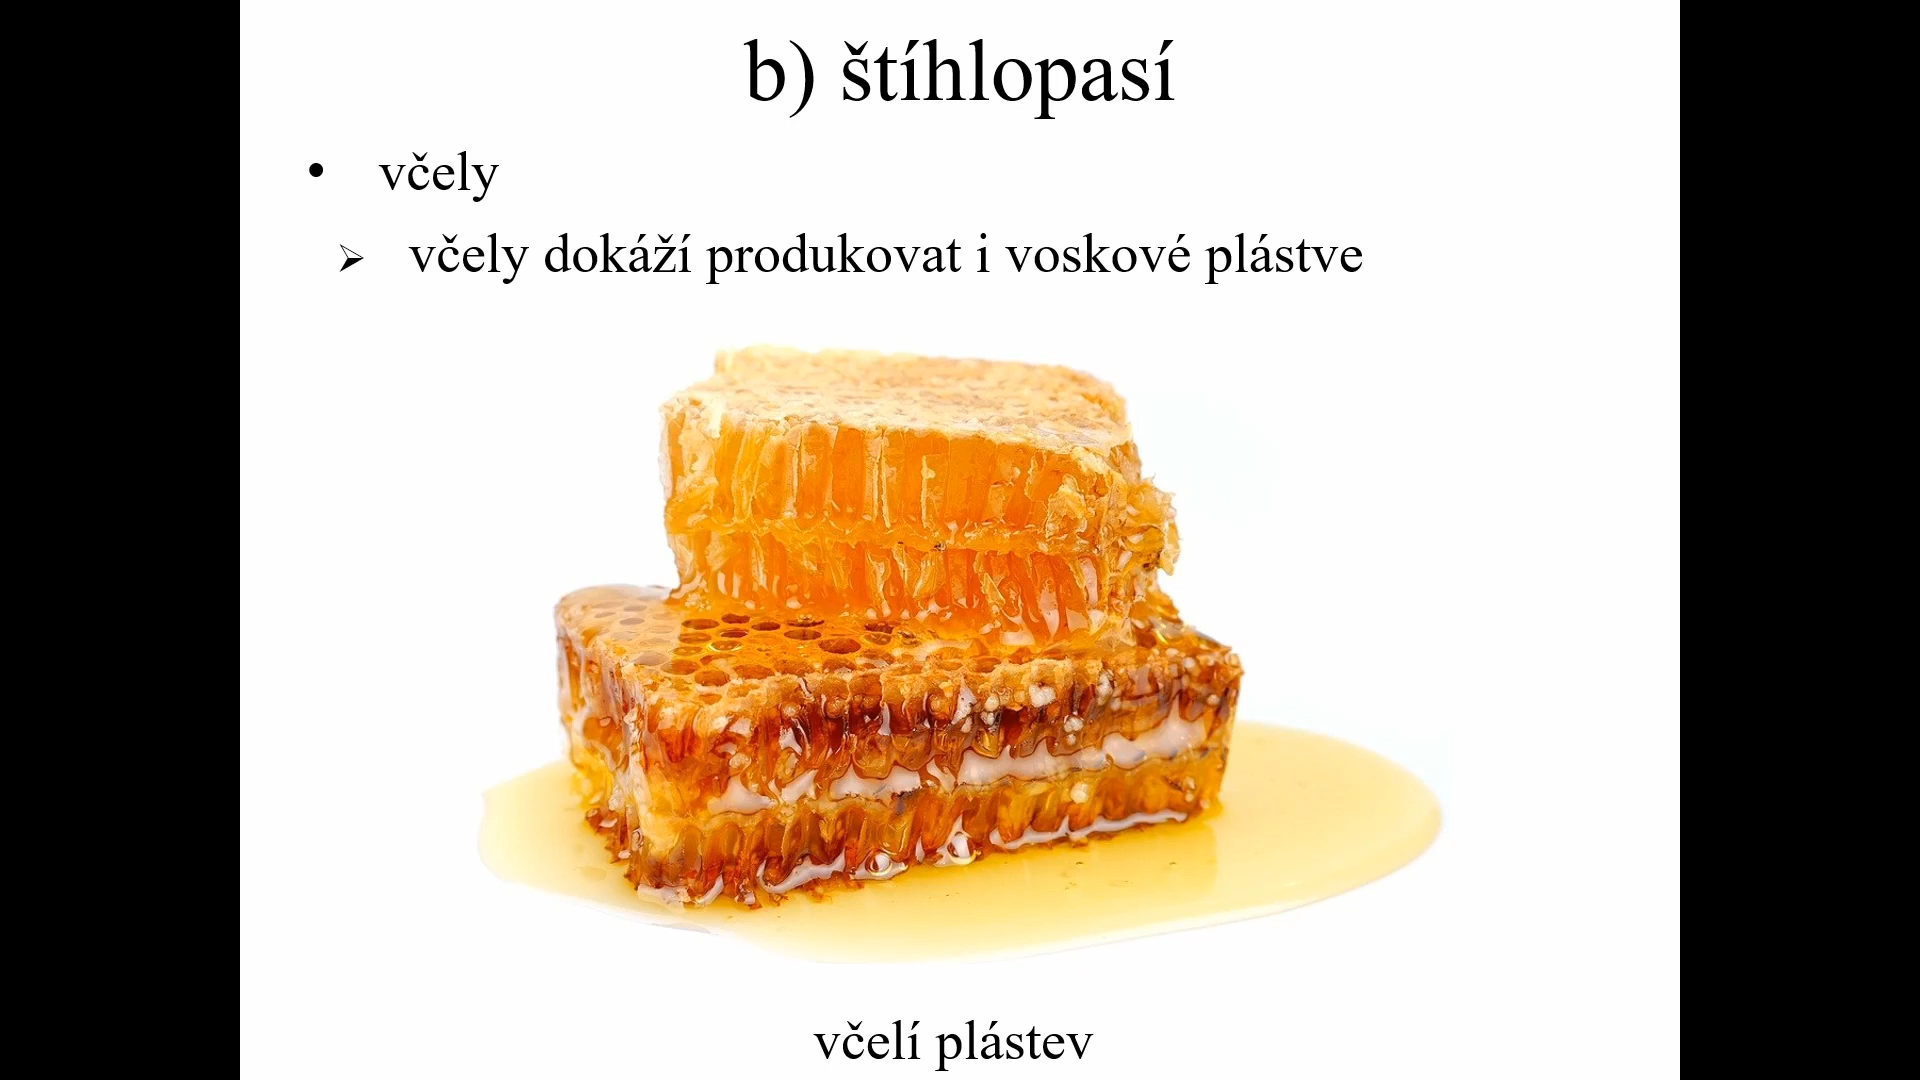 b) štíhlopasí
• včely
➢ včely dokáží produkovat i voskové plástve
včelí plástev